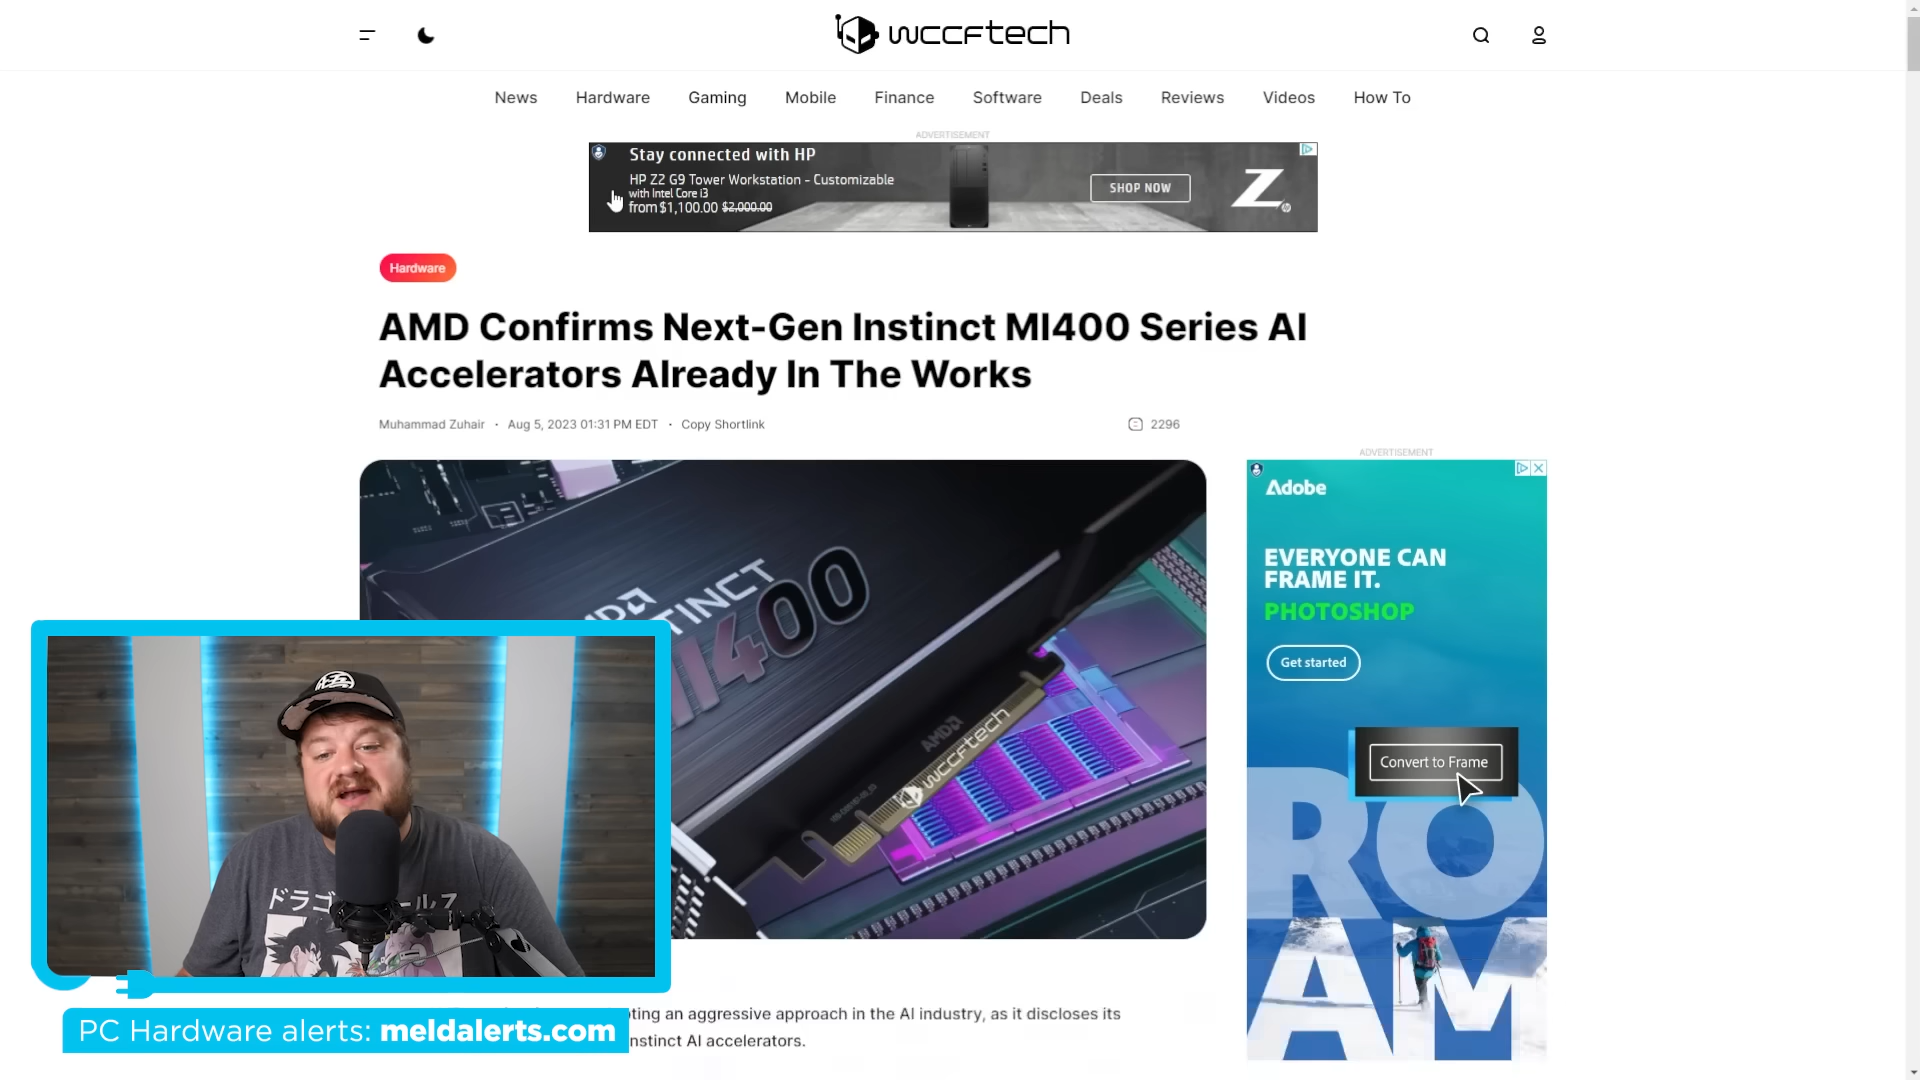 wccftech
News Hardware Gaming Mobile Finance Software Deals Reviews Videos How To
ADVERTISEMENT
Stay connected with HP
HP Z2 G9 Tower Workstation - Customizable
with Intel Core i3
from $1,100.00 $2,000.00
SHOP NOW
Z
hp
Hardware
AMD Confirms Next-Gen Instinct MI400 Series AI
Accelerators Already In The Works
Muhammad Zuhair • Aug 5, 2023 01:31 PM EDT • Copy Shortlink
2296
ADVERTISEMENT
Adobe
EVERYONE CAN
FRAME IT.
PHOTOSHOP
Get started
Convert to Frame
ROAM
AMD
wccftech
ting an aggressive approach in the AI industry, as it discloses its
nstinct AI accelerators.
PC Hardware alerts: meldalerts.com